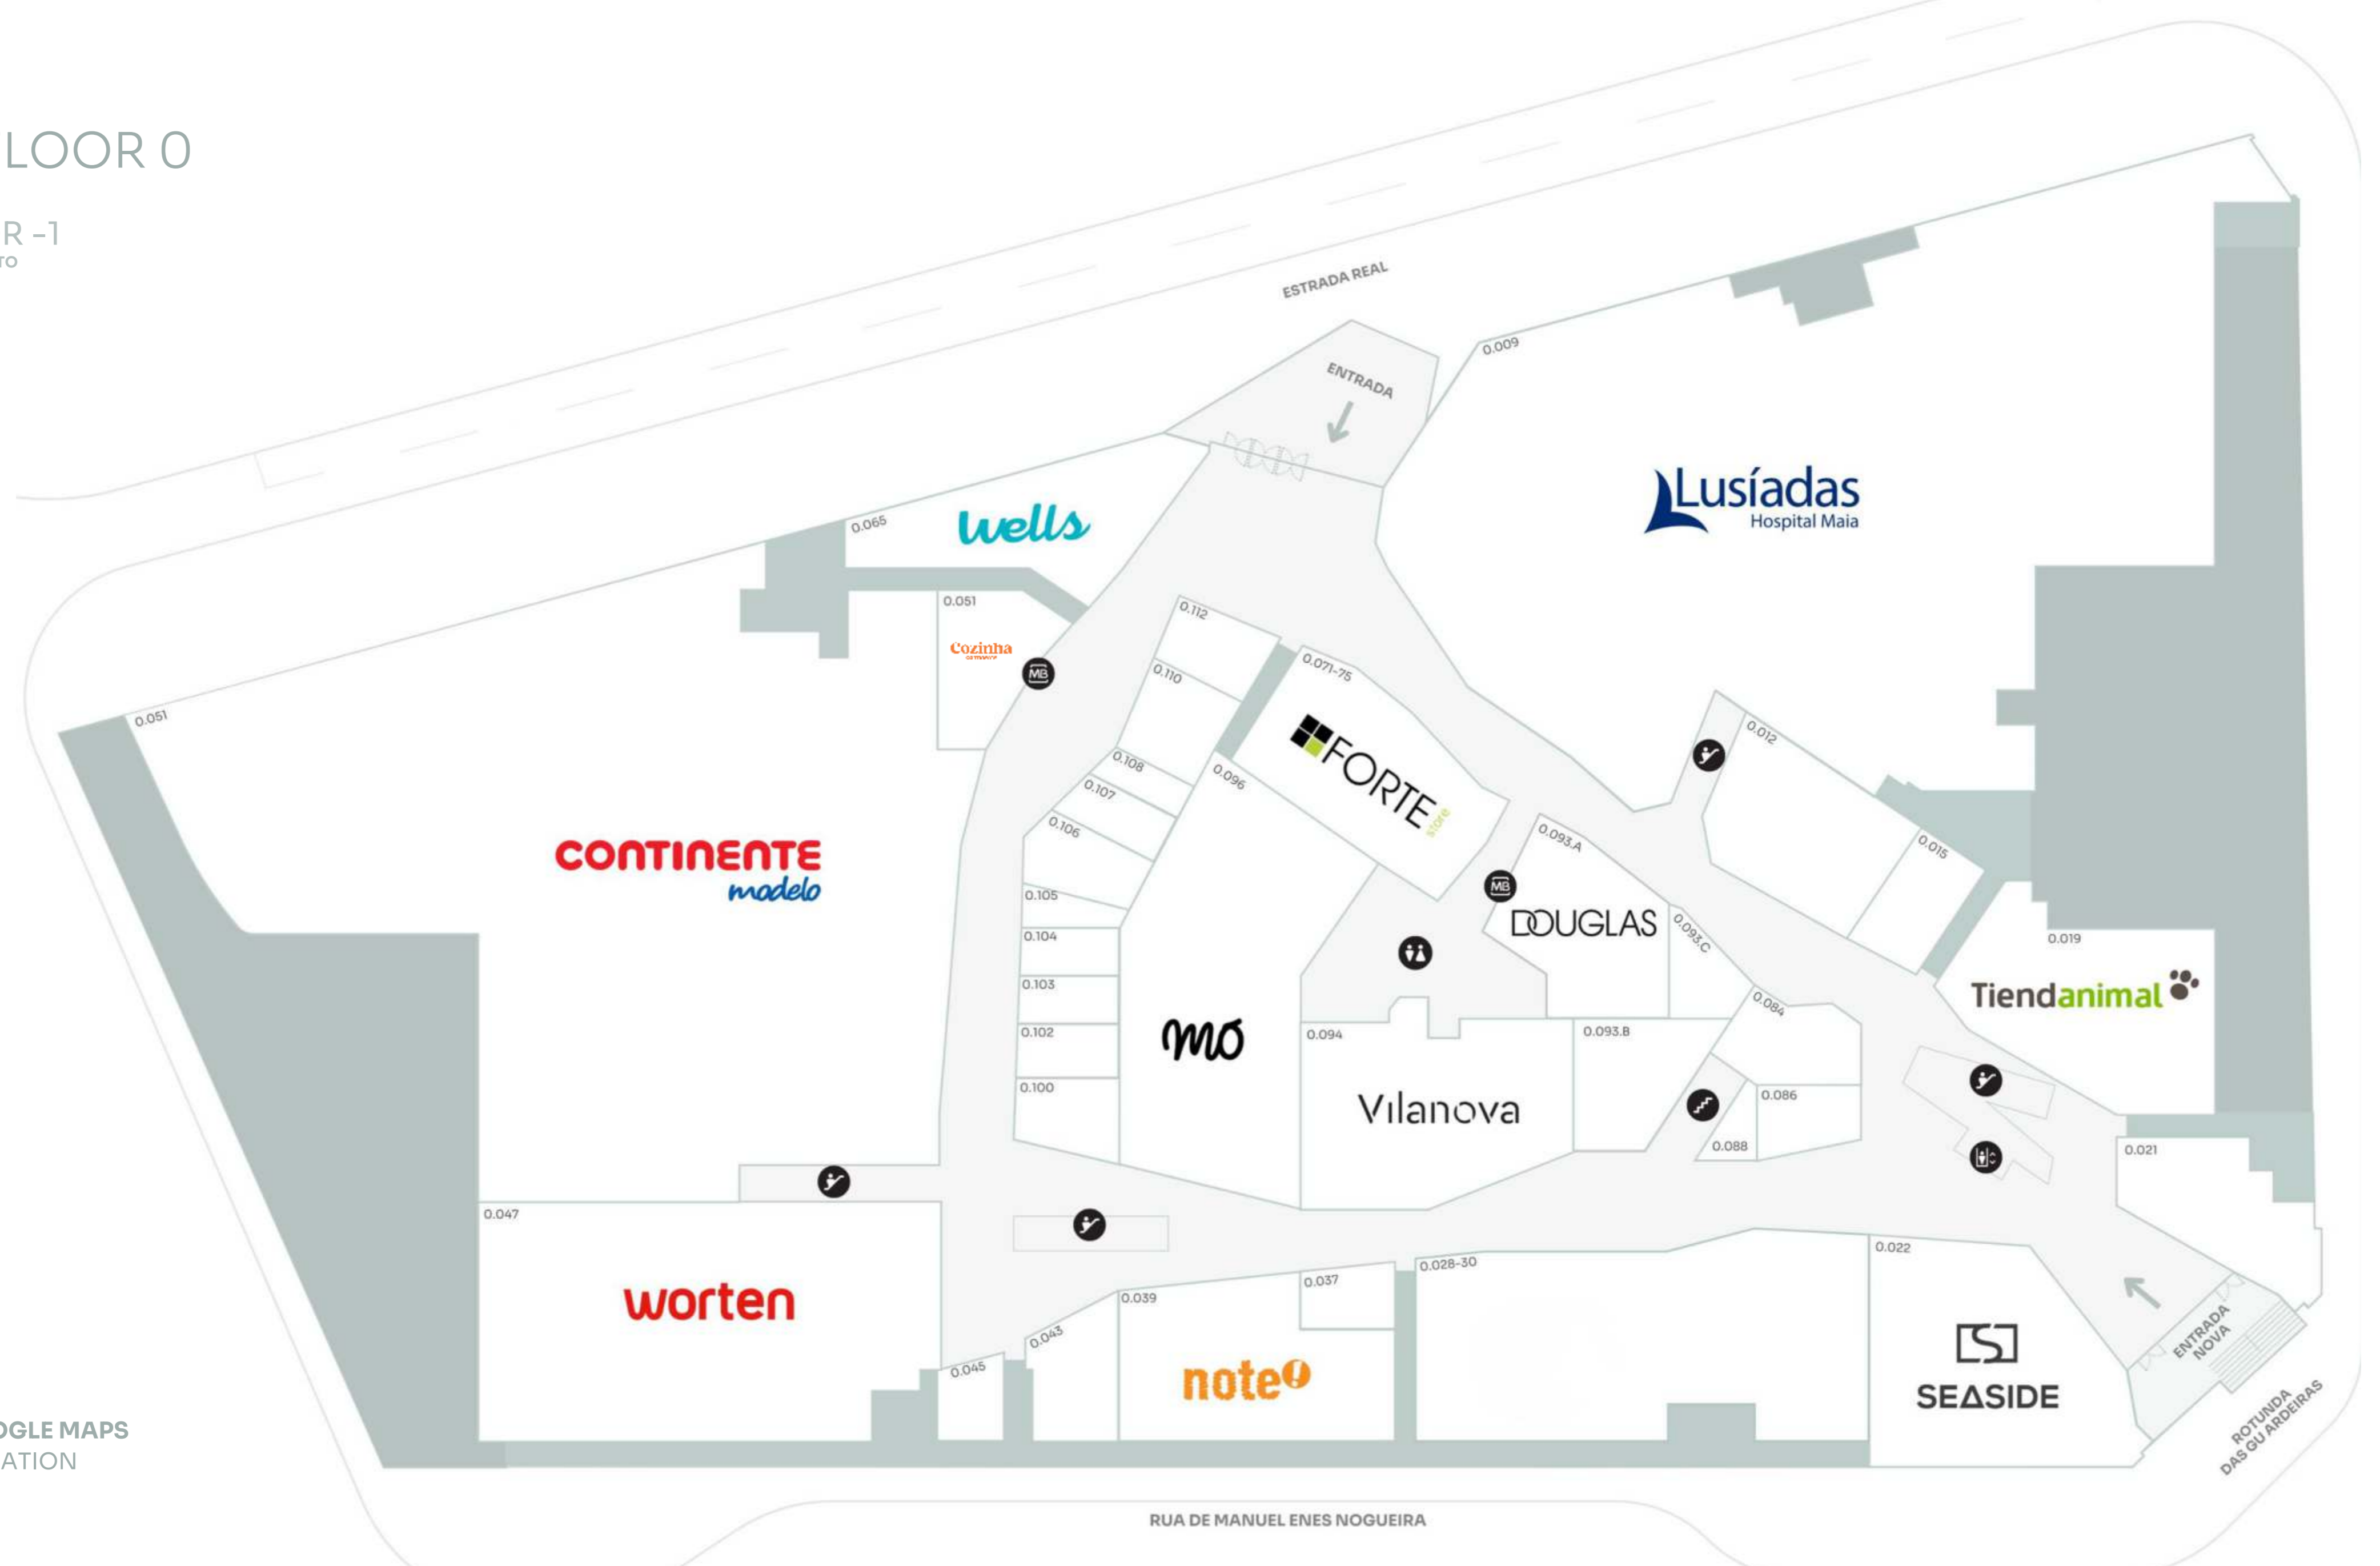 LOOR 0
R -1
TO
ESTRADA REAL
ENTRADA
0.009
Lusíadas
Hospital Maia
0.065
wells
0.051
Cozinha
MB
0.112
0.110
0.071-75
FORTE
store
0.051
0.012
0.108
0.107
0.106
0.096
0.093.A
0.015
CONTINENTE
modelo
0.105
MB
DOUGLAS
0.093.C
0.104
0.019
Tiendanimal
0.103
0.084
0.102
mo
0.094
0.093.B
0.100
Vilanova
0.086
0.088
0.021
0.047
0.022
0.028-30
0.037
0.039
worten
0.043
0.045
note!
ENTRADA
NOVA
SEASIDE
ROTUNDA
DAS GU ARDEIRAS
OGLE MAPS
ATION
RUA DE MANUEL ENES NOGUEIRA